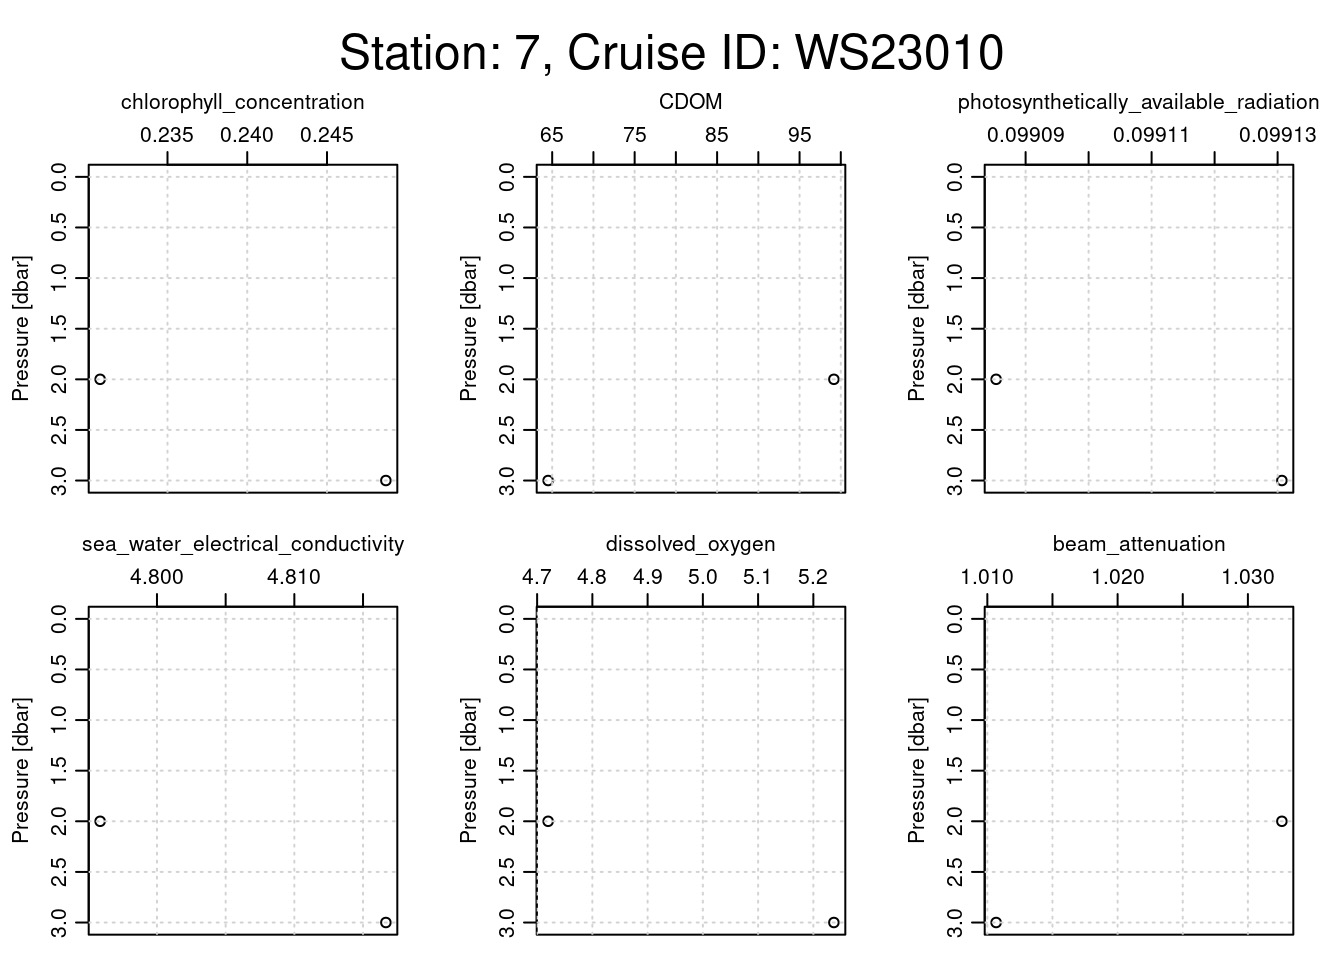 Station: 7, Cruise ID: WS23010
chlorophyll_concentration
0.235 0.240 0.245
Pressure [dbar]
0.0 0.5 1.0 1.5 2.0 2.5 3.0
CDOM
65 75 85 95
Pressure [dbar]
0.0 0.5 1.0 1.5 2.0 2.5 3.0
photosynthetically_available_radiation
0.09909 0.09911 0.09913
Pressure [dbar]
0.0 0.5 1.0 1.5 2.0 2.5 3.0
sea_water_electrical_conductivity
4.800 4.810
Pressure [dbar]
0.0 0.5 1.0 1.5 2.0 2.5 3.0
dissolved_oxygen
4.7 4.8 4.9 5.0 5.1 5.2
Pressure [dbar]
0.0 0.5 1.0 1.5 2.0 2.5 3.0
beam_attenuation
1.010 1.020 1.030
Pressure [dbar]
0.0 0.5 1.0 1.5 2.0 2.5 3.0